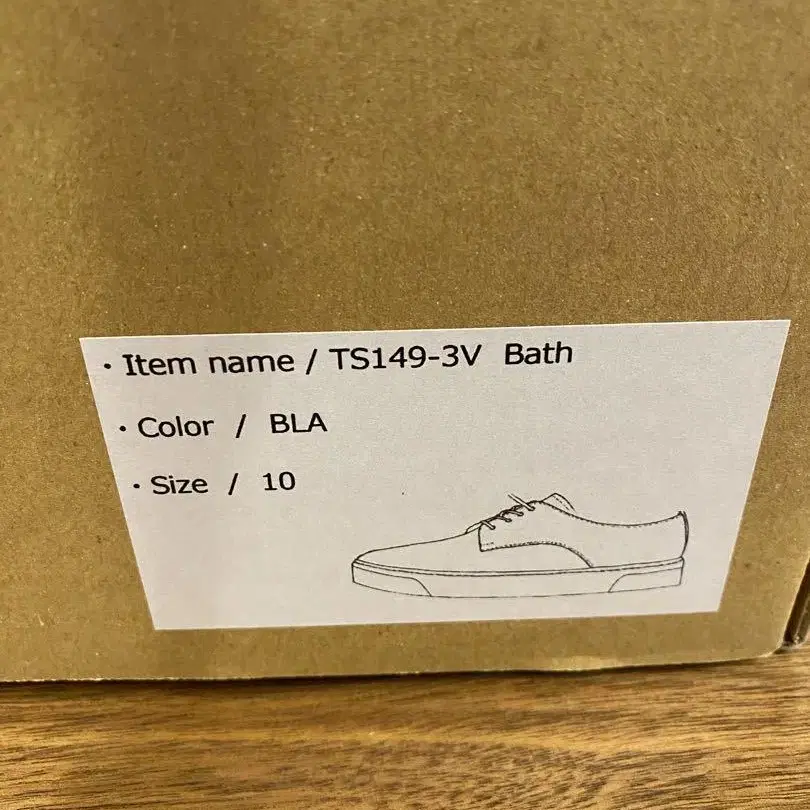 ・Item name / TS149-3V Bath
・Color / BLA
・Size / 10